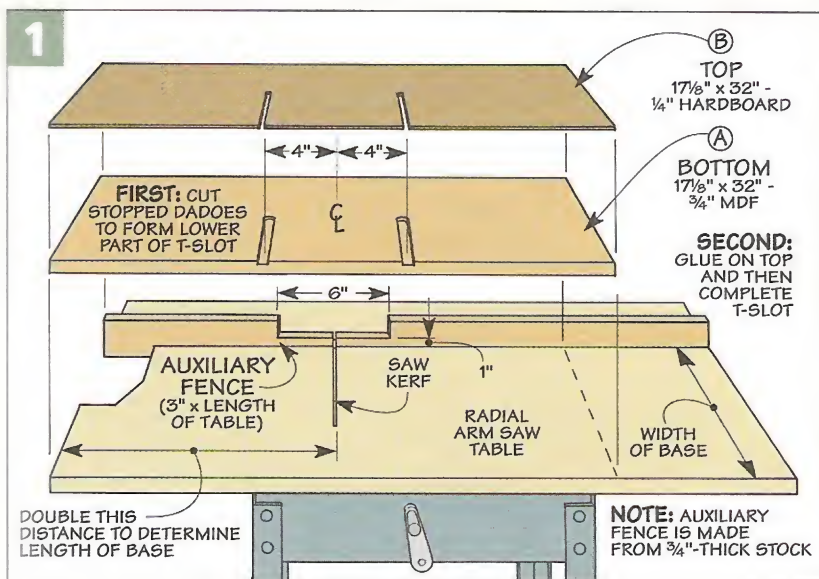 1
B
TOP
17⅛" x 32" -
¼" HARDBOARD
4"
4"
A
BOTTOM
17⅛" x 32" -
¾" MDF
FIRST: CUT
STOPPED DADOES
TO FORM LOWER
PART OF T-SLOT
CL
SECOND:
GLUE ON TOP
AND THEN
COMPLETE
T-SLOT
6"
AUXILIARY
FENCE
(3" x LENGTH
OF TABLE)
SAW
KERF
1"
RADIAL
ARM SAW
TABLE
WIDTH
OF BASE
DOUBLE THIS
DISTANCE TO DETERMINE
LENGTH OF BASE
NOTE: AUXILIARY
FENCE IS MADE
FROM ¾"-THICK STOCK